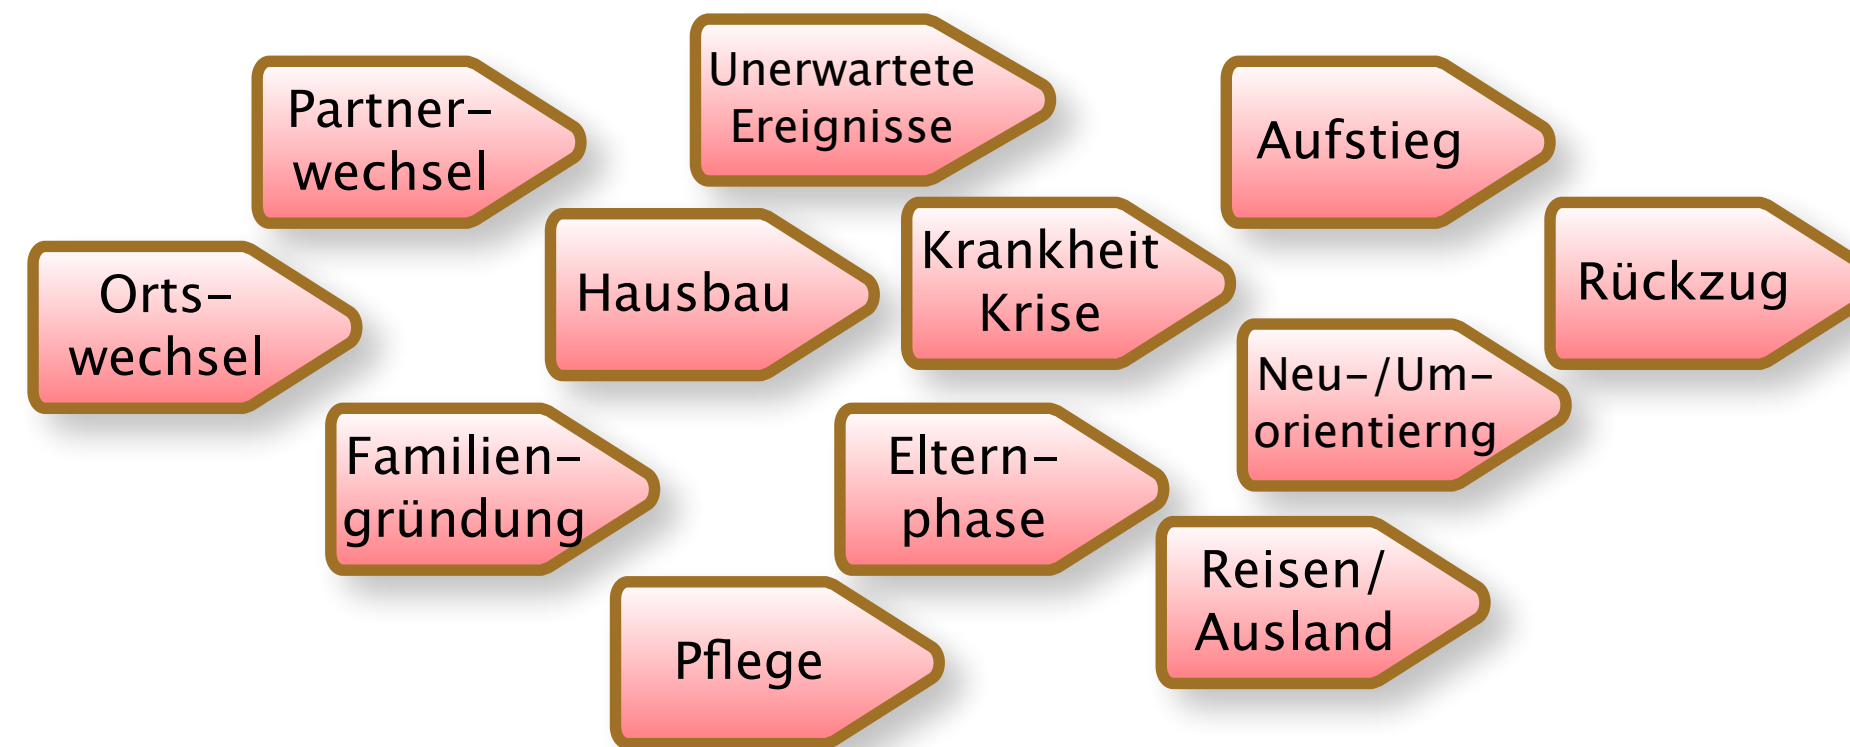 Partner-
wechsel
Unerwartete
Ereignisse
Aufstieg
Orts-
wechsel
Hausbau
Krankheit
Krise
Rückzug
Neu-/Um-
orientierng
Familien-
gründung
Eltern-
phase
Reisen/
Ausland
Pflege